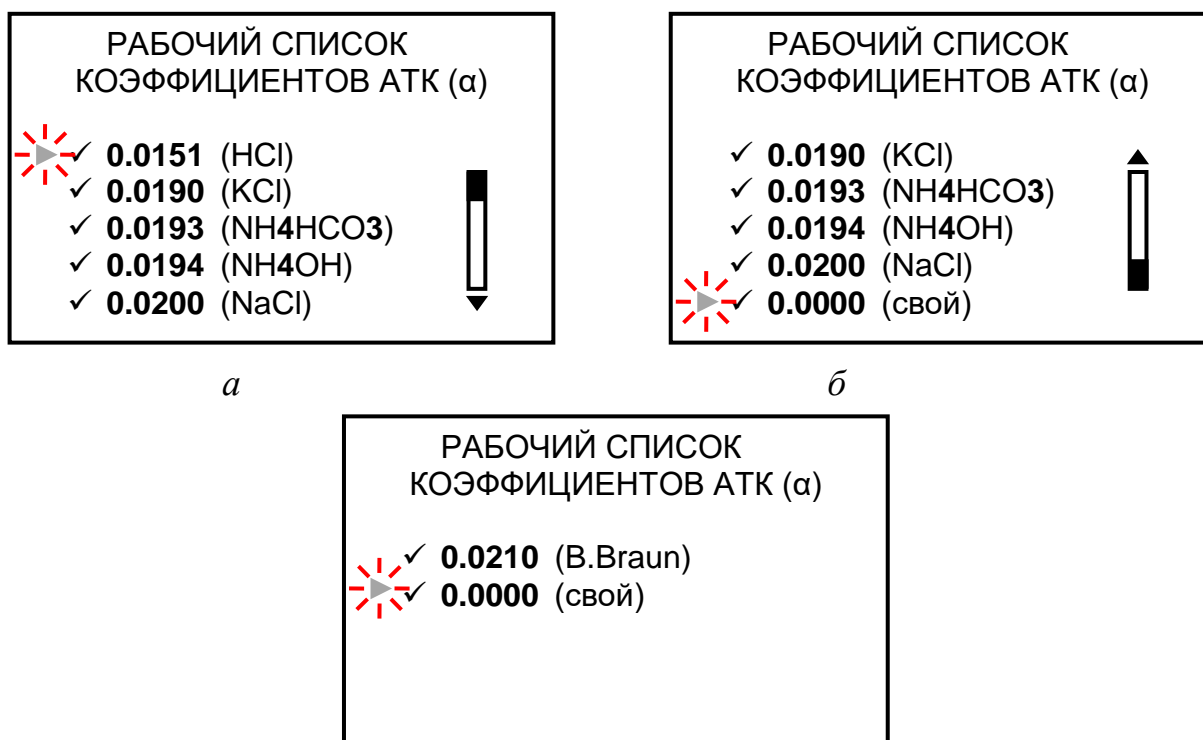 РАБОЧИЙ СПИСОК
КОЭФФИЦИЕНТОВ АТК (α)
✓ 0.0151 (HCl)
✓ 0.0190 (KCl)
✓ 0.0193 (NH4HCO3)
✓ 0.0194 (NH4OH)
✓ 0.0200 (NaCl)
а
РАБОЧИЙ СПИСОК
КОЭФФИЦИЕНТОВ АТК (α)
✓ 0.0190 (KCl)
✓ 0.0193 (NH4HCO3)
✓ 0.0194 (NH4OH)
✓ 0.0200 (NaCl)
✓ 0.0000 (свой)
б
РАБОЧИЙ СПИСОК
КОЭФФИЦИЕНТОВ АТК (α)
✓ 0.0210 (B.Braun)
✓ 0.0000 (свой)